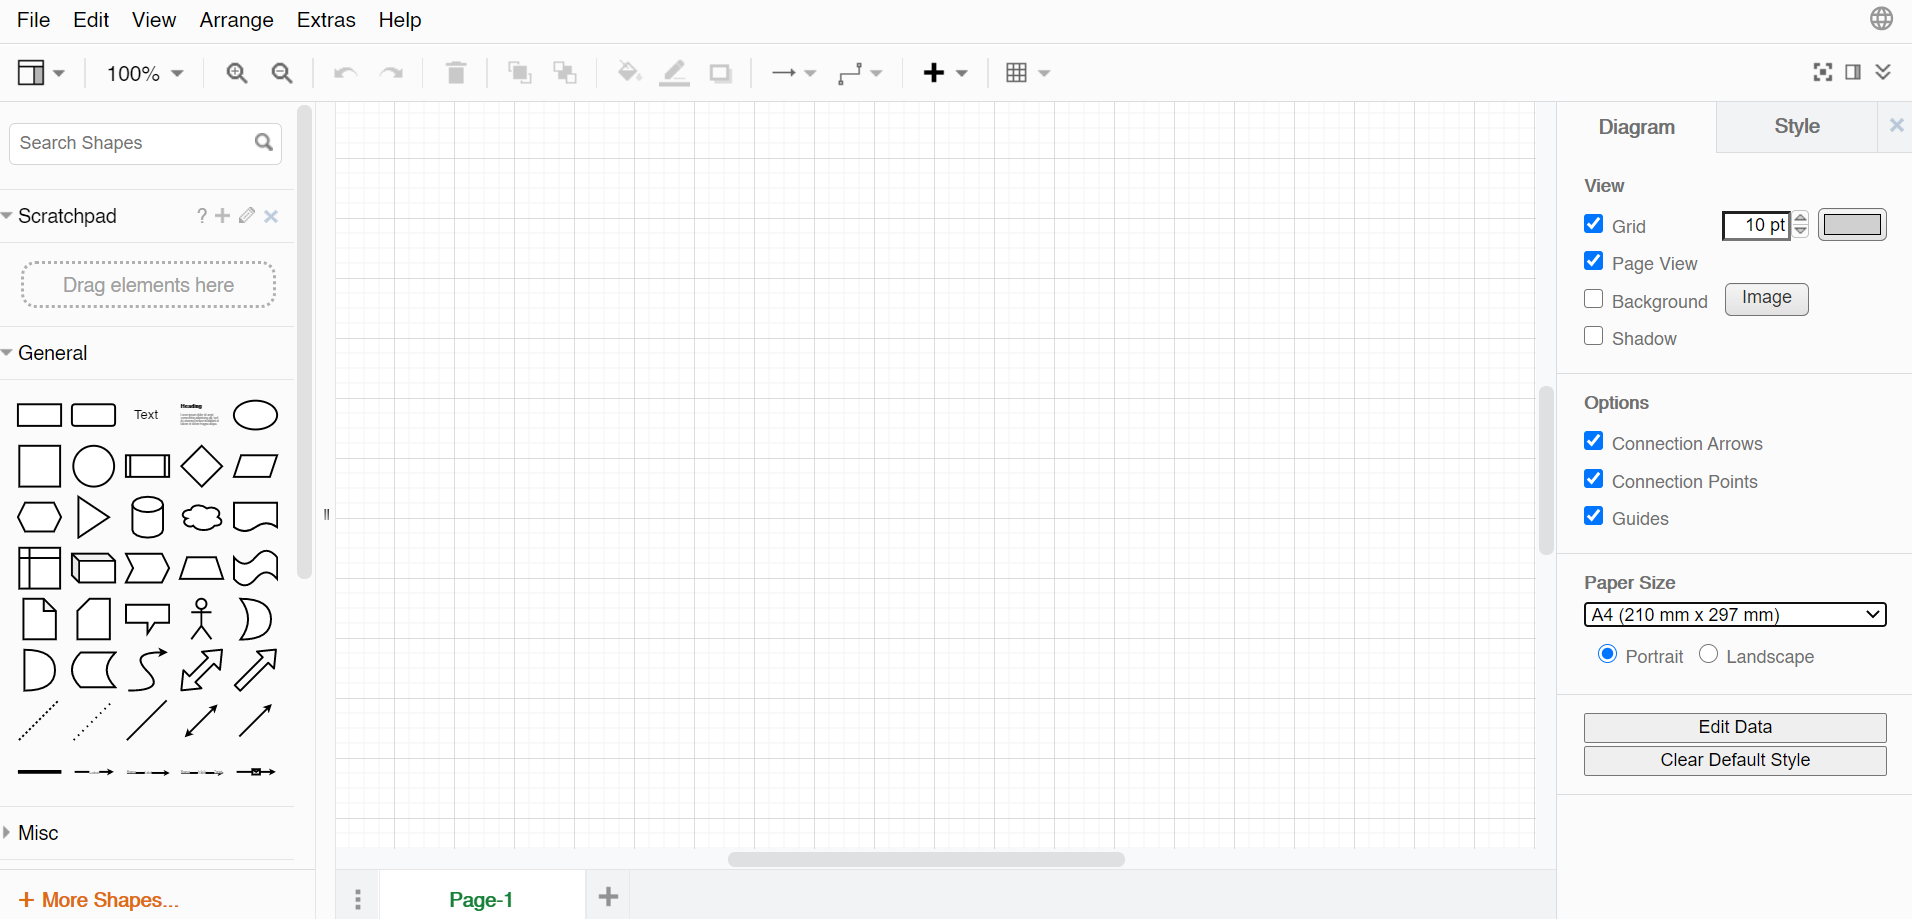 File Edit View Arrange Extras Help
100%
Search Shapes
Scratchpad ?
Drag elements here
General
Text
Heading
Misc
+ More Shapes...
Page-1
Diagram Style
View
Grid 10 pt
Page View
Background Image
Shadow
Options
Connection Arrows
Connection Points
Guides
Paper Size
A4 (210 mm x 297 mm)
Portrait Landscape
Edit Data
Clear Default Style